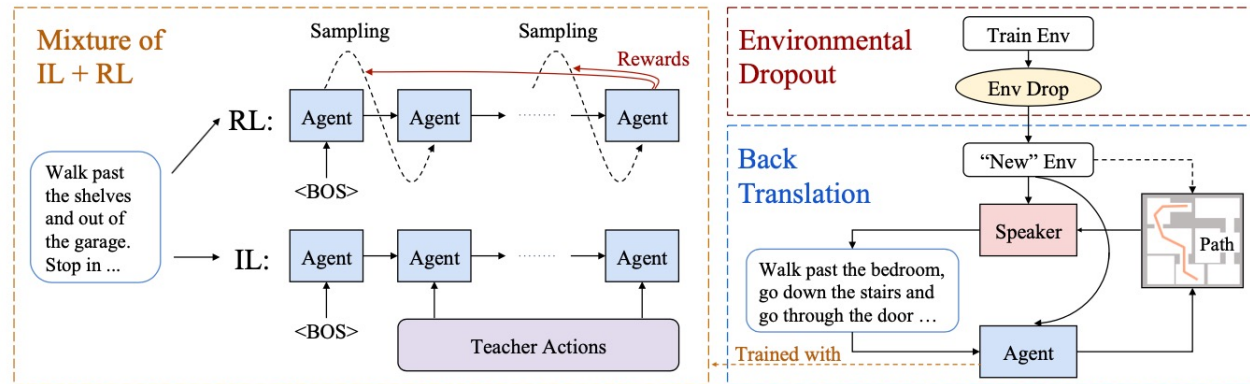 Mixture of
IL + RL
Walk past
the shelves
and out of
the garage.
Stop in ...
RL:
Sampling
Sampling
Rewards
Agent
Agent
......
Agent
<BOS>
IL:
Agent
Agent
......
Agent
<BOS>
Teacher Actions
Environmental
Dropout
Train Env
Env Drop
Back
Translation
“New” Env
Speaker
Path
Walk past the bedroom,
go down the stairs and
go through the door ...
Agent
Trained with